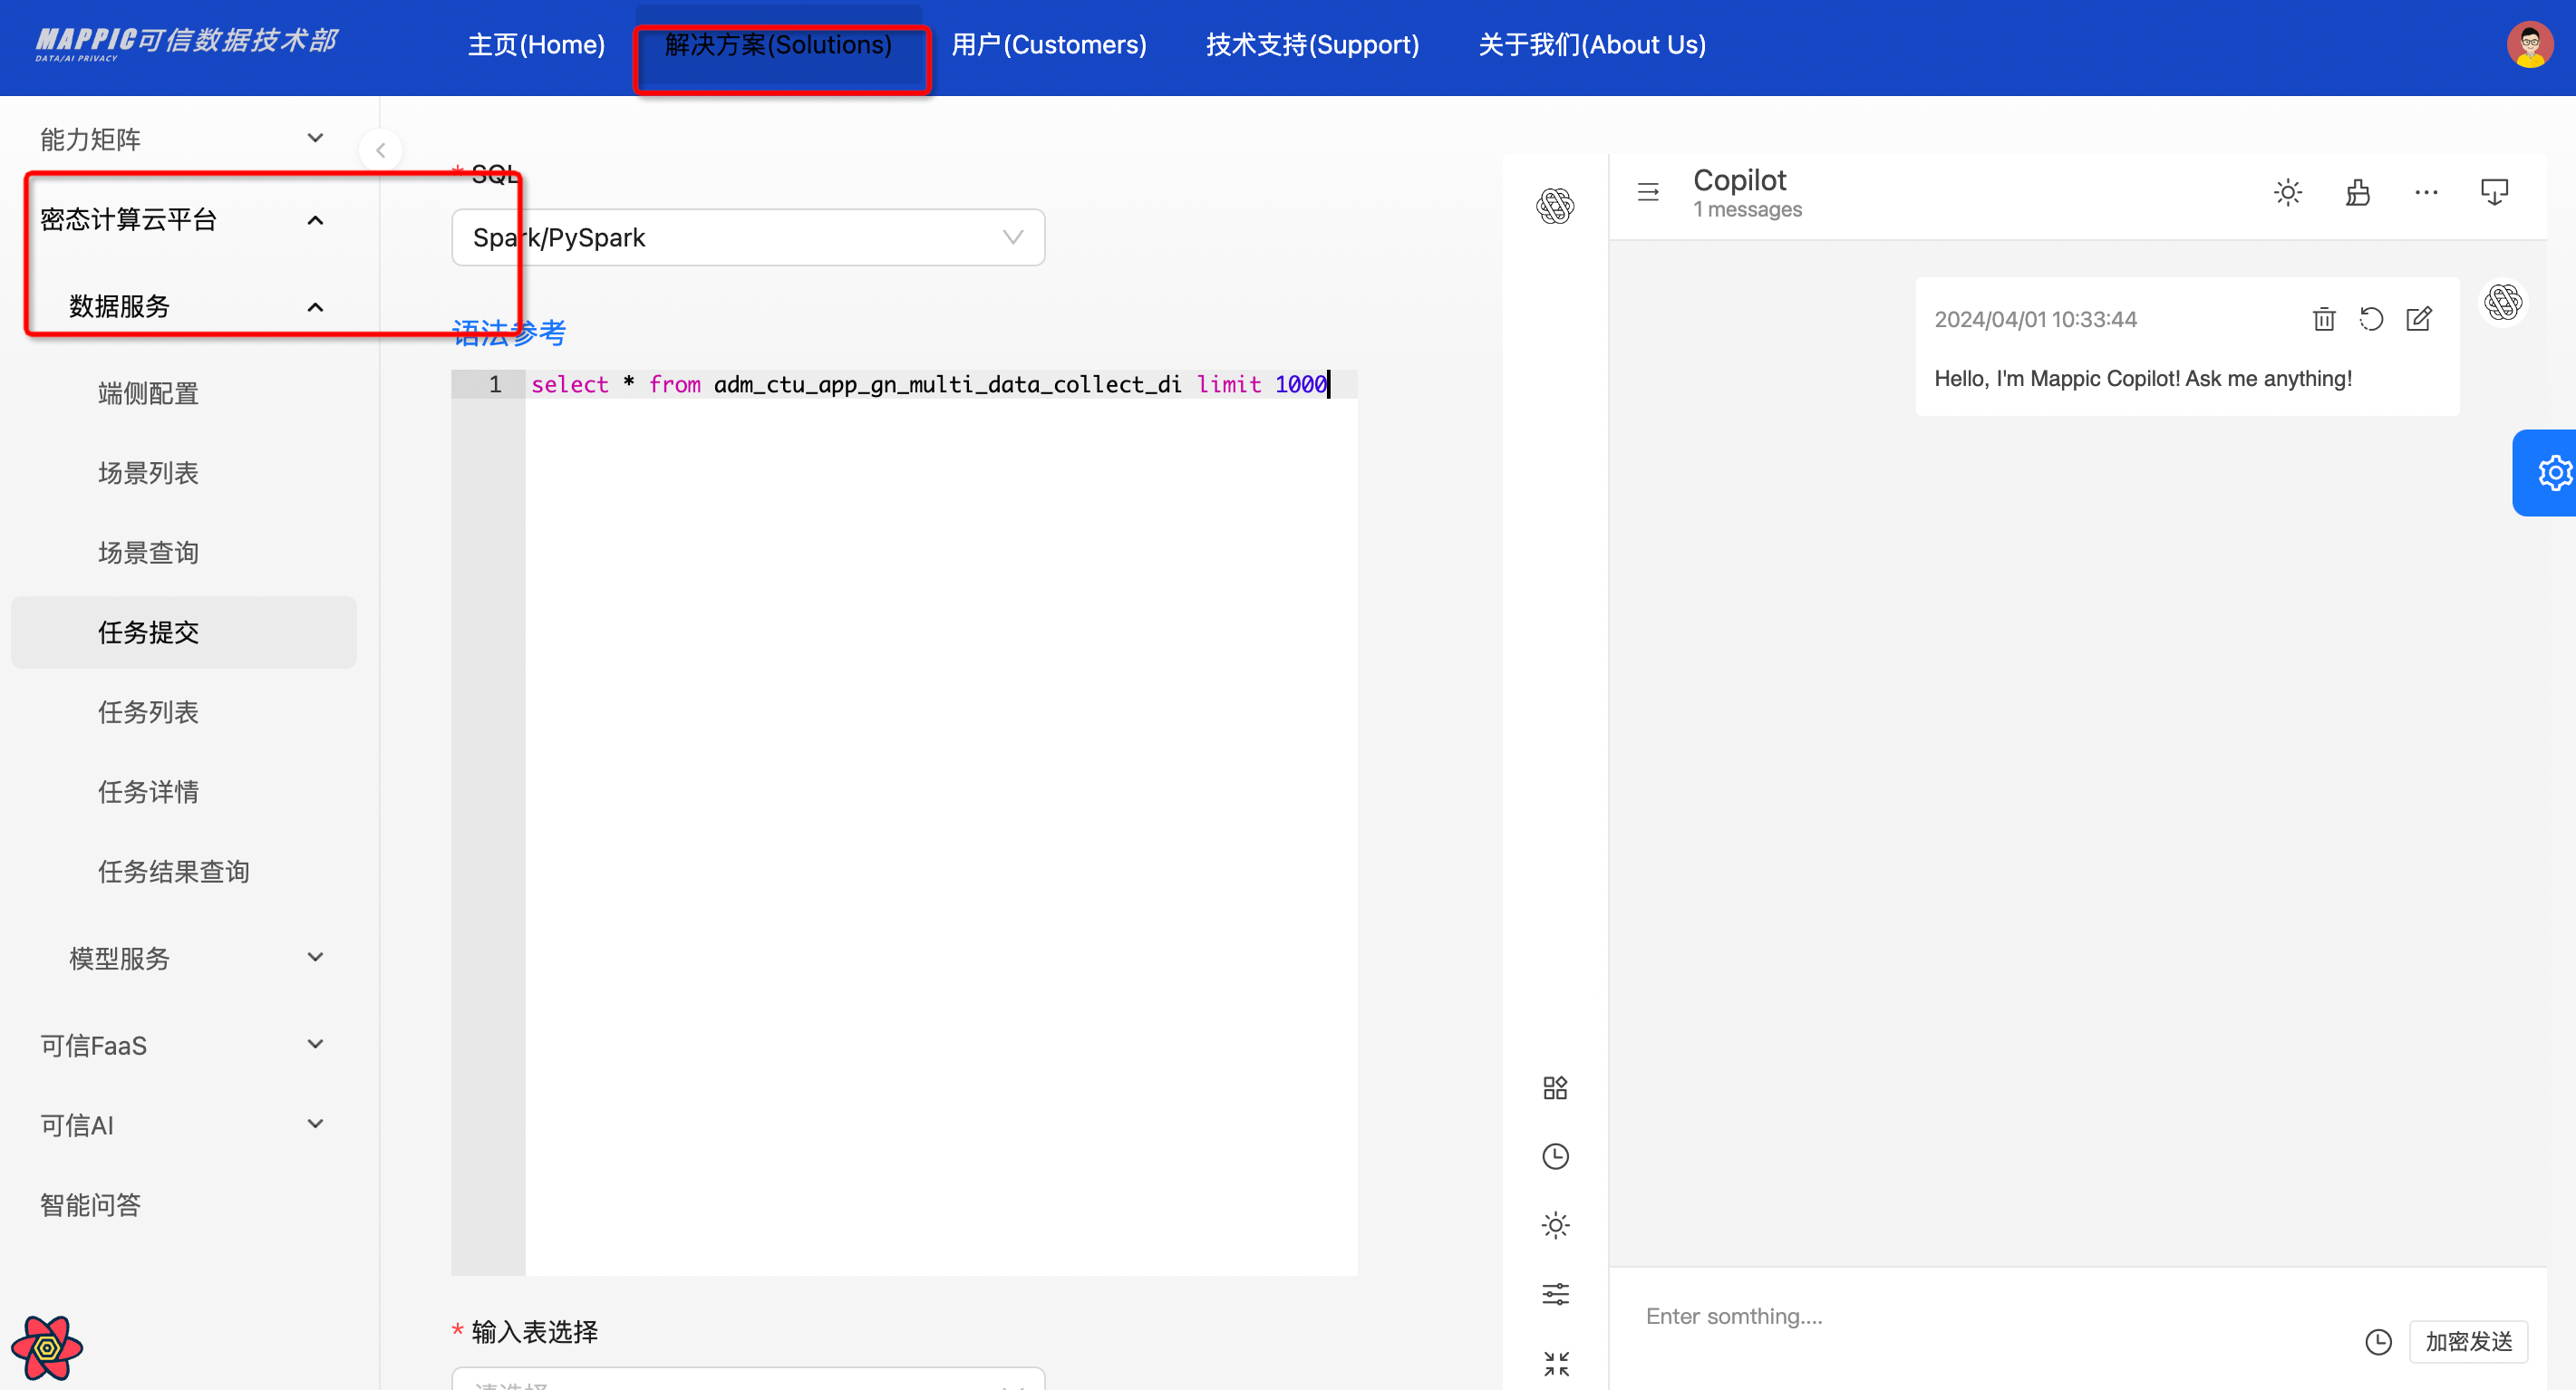 MAPPIC可信数据技术部
DATA/AI PRIVACY
主页(Home)
解决方案(Solutions)
用户(Customers)
技术支持(Support)
关于我们(About Us)
能力矩阵
密态计算云平台
数据服务
端侧配置
场景列表
场景查询
任务提交
任务列表
任务详情
任务结果查询
模型服务
可信FaaS
可信AI
智能问答
* SQL
Spark/PySpark
语法参考
1 select * from adm_ctu_app_gn_multi_data_collect_di limit 1000
* 输入表选择
请选择
Copilot
1 messages
2024/04/01 10:33:44
Hello, I'm Mappic Copilot! Ask me anything!
Enter somthing....
加密发送